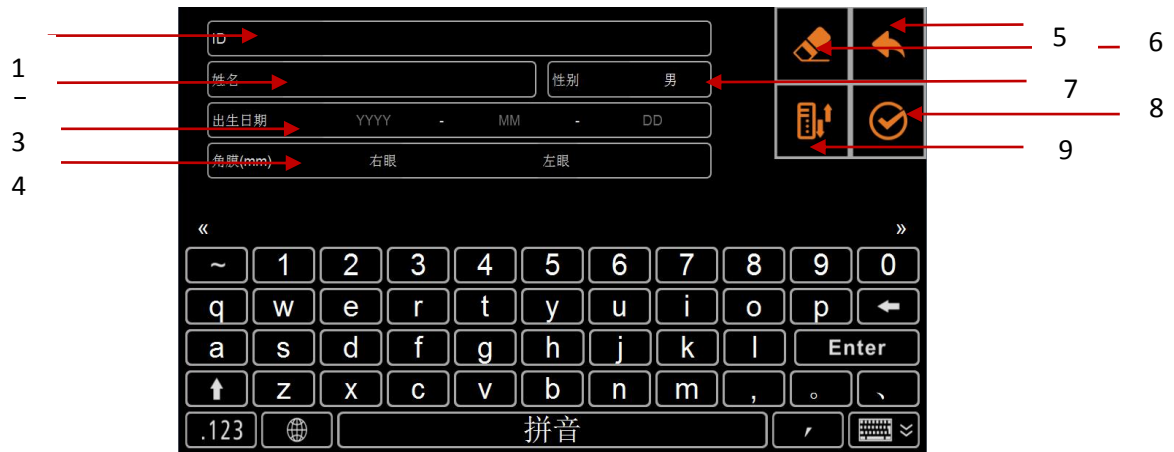 ID
5
6
1
姓名
性别 男
7
出生日期 YYYY - MM - DD
8
3
角膜(mm) 右眼 左眼
9
4
« »
~ 1 2 3 4 5 6 7 8 9 0
q w e r t y u i o p
a s d f g h j k l Enter
z x c v b n m , 。 、
.123 拼音 ,